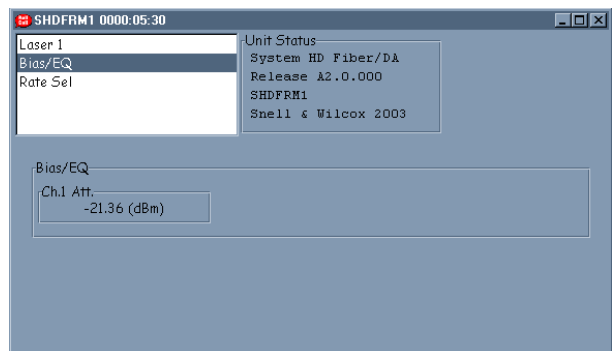 SHDFRM1 0000:05:30
Laser 1
Bias/EQ
Rate Sel
Unit Status
System HD Fiber/DA
Release A2.0.000
SHDFRM1
Snell & Wilcox 2003
Bias/EQ
Ch.1 Att.
-21.36 (dBm)